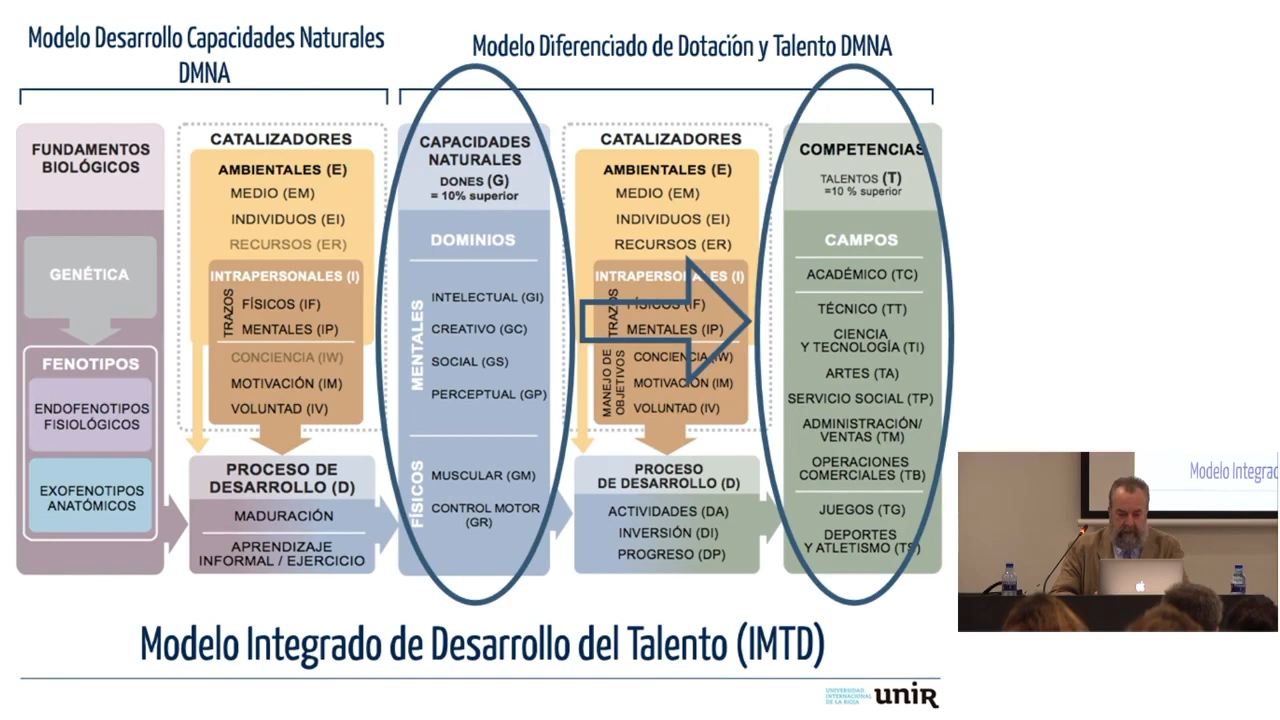 Modelo Desarrollo Capacidades Naturales
DMNA
Modelo Diferenciado de Dotación y Talento DMNA
FUNDAMENTOS
BIOLÓGICOS
GENÉTICA
FENOTIPOS
ENDOFENOTIPOS
FISIOLÓGICOS
EXOFENOTIPOS
ANATÓMICOS
CATALIZADORES
AMBIENTALES (E)
MEDIO (EM)
INDIVIDUOS (EI)
RECURSOS (ER)
INTRAPERSONALES (I)
TRAZOS
FÍSICOS (IF)
MENTALES (IP)
CONCIENCIA (IW)
MOTIVACIÓN (IM)
VOLUNTAD (IV)
PROCESO DE
DESARROLLO (D)
MADURACIÓN
APRENDIZAJE
INFORMAL / EJERCICIO
CAPACIDADES
NATURALES
DONES (G)
= 10% superior
DOMINIOS
MENTALES
INTELECTUAL (GI)
CREATIVO (GC)
SOCIAL (GS)
PERCEPTUAL (GP)
FÍSICOS
MUSCULAR (GM)
CONTROL MOTOR
(GR)
CATALIZADORES
AMBIENTALES (E)
MEDIO (EM)
INDIVIDUOS (EI)
RECURSOS (ER)
INTRAPERSONALES (I)
TRAZOS
FÍSICOS (IF)
MENTALES (IP)
MANEJO DE
OBJETIVOS
CONCIENCIA (IW)
MOTIVACIÓN (IM)
VOLUNTAD (IV)
PROCESO
DE DESARROLLO (D)
ACTIVIDADES (DA)
INVERSIÓN (DI)
PROGRESO (DP)
COMPETENCIAS
TALENTOS (T)
=10 % superior
CAMPOS
ACADÉMICO (TC)
TÉCNICO (TT)
CIENCIA
Y TECNOLOGÍA (TI)
ARTES (TA)
SERVICIO SOCIAL (TP)
ADMINISTRACIÓN/
VENTAS (TM)
OPERACIONES
COMERCIALES (TB)
JUEGOS (TG)
DEPORTES
Y ATLETISMO (TS)
Modelo Integrado de Desarrollo del Talento (IMTD)
UNIVERSIDAD
INTERNACIONAL
DE LA RIOJA
unir
Modelo Integrad